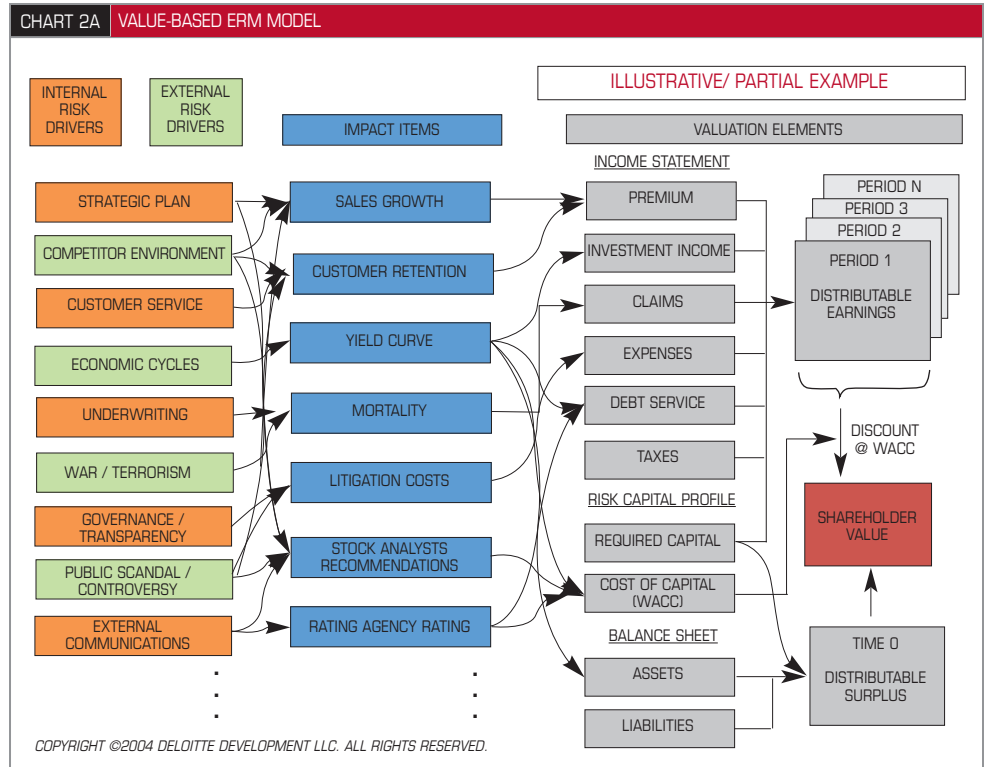 CHART 2A VALUE-BASED ERM MODEL
INTERNAL
RISK
DRIVERS
EXTERNAL
RISK
DRIVERS
IMPACT ITEMS
ILLUSTRATIVE/ PARTIAL EXAMPLE
VALUATION ELEMENTS
STRATEGIC PLAN
COMPETITOR ENVIRONMENT
CUSTOMER SERVICE
ECONOMIC CYCLES
UNDERWRITING
WAR / TERRORISM
GOVERNANCE /
TRANSPARENCY
PUBLIC SCANDAL /
CONTROVERSY
EXTERNAL
COMMUNICATIONS
SALES GROWTH
CUSTOMER RETENTION
YIELD CURVE
MORTALITY
LITIGATION COSTS
STOCK ANALYSTS
RECOMMENDATIONS
RATING AGENCY RATING
INCOME STATEMENT
PREMIUM
INVESTMENT INCOME
CLAIMS
EXPENSES
DEBT SERVICE
TAXES
RISK CAPITAL PROFILE
REQUIRED CAPITAL
COST OF CAPITAL
(WACC)
BALANCE SHEET
ASSETS
LIABILITIES
PERIOD N
PERIOD 3
PERIOD 2
PERIOD 1
DISTRIBUTABLE
EARNINGS
DISCOUNT
@ WACC
SHAREHOLDER
VALUE
TIME 0
DISTRIBUTABLE
SURPLUS
COPYRIGHT ©2004 DELOITTE DEVELOPMENT LLC. ALL RIGHTS RESERVED.